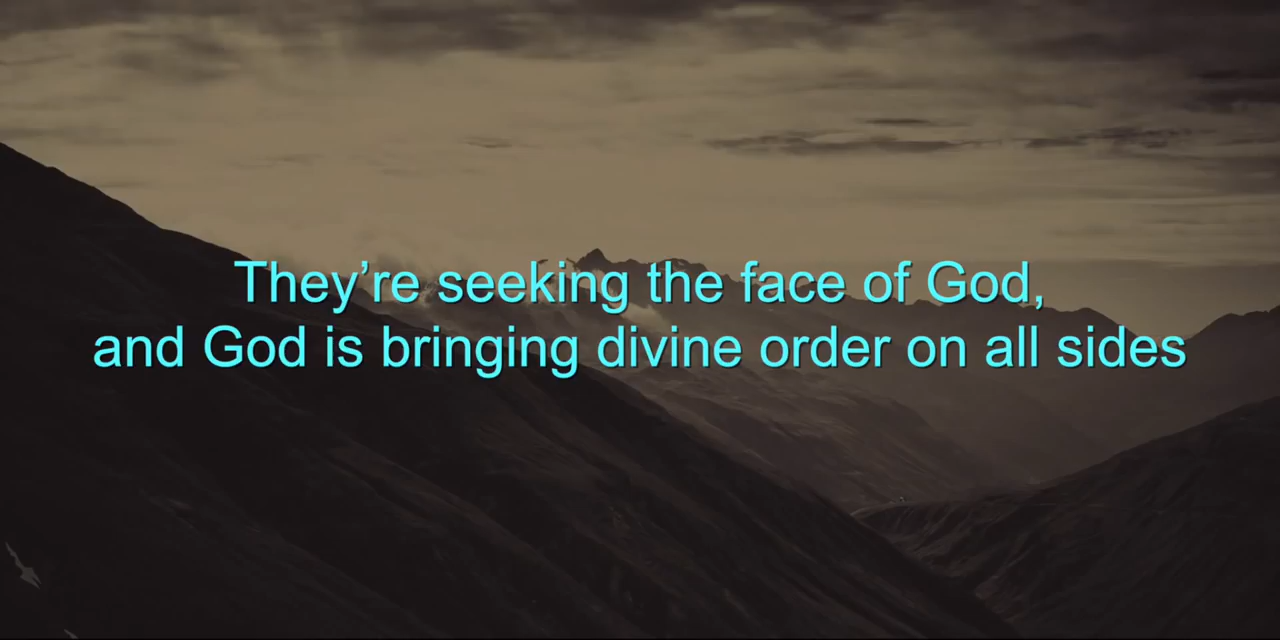 They’re seeking the face of God,
and God is bringing divine order on all sides